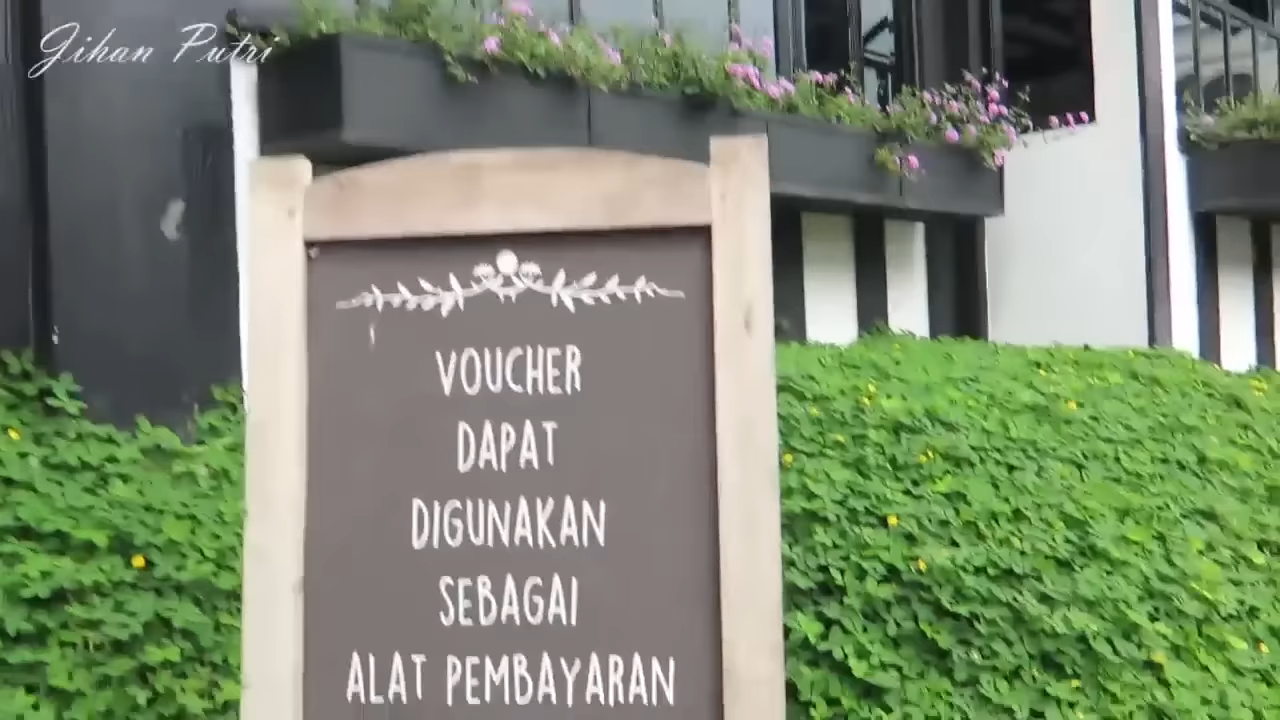 Jihan Putri
VOUCHER
DAPAT
DIGUNAKAN
SEBAGAI
ALAT PEMBAYARAN